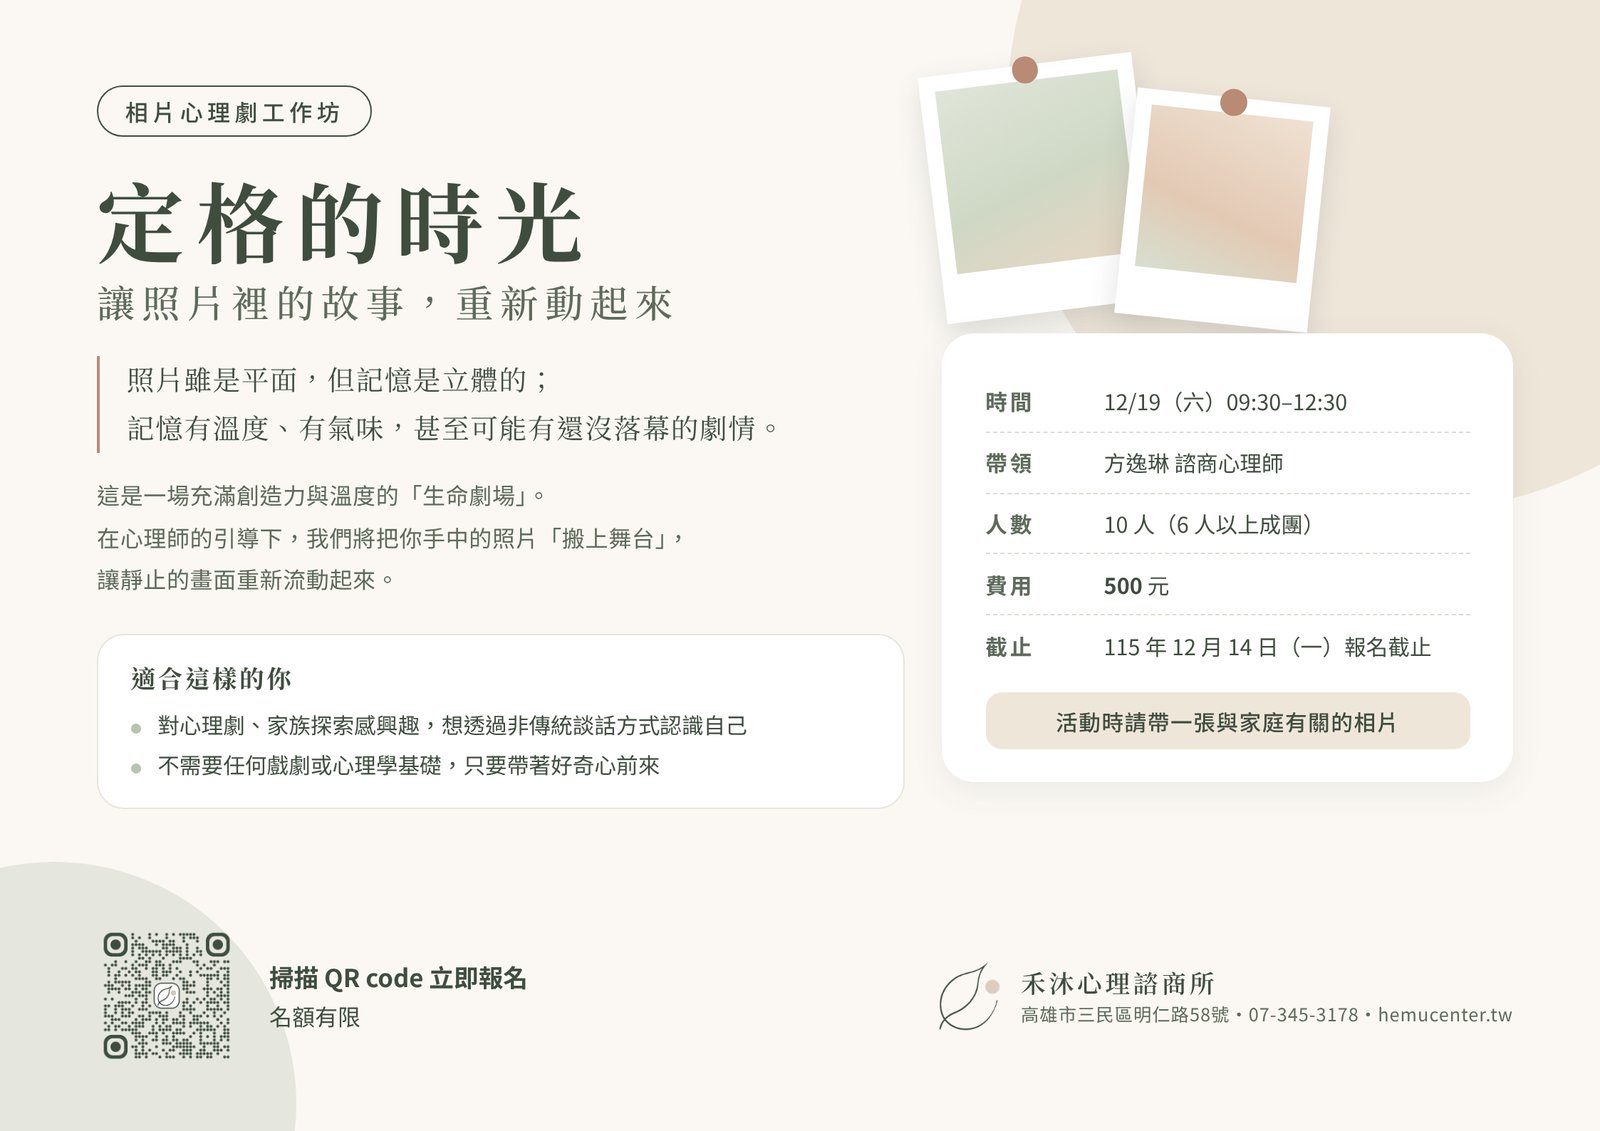 相片心理劇工作坊
定格的時光
讓照片裡的故事，重新動起來
照片雖是平面，但記憶是立體的；
記憶有溫度、有氣味，甚至可能有還沒落幕的劇情。
這是一場充滿創造力與溫度的「生命劇場」。
在心理師的引導下，我們將把你手中的照片「搬上舞台」，
讓靜止的畫面重新流動起來。
適合這樣的你
對心理劇、家族探索感興趣，想透過非傳統談話方式認識自己
不需要任何戲劇或心理學基礎，只要帶著好奇心前來
時間 12/19（六）09:30–12:30
帶領 方逸琳 諮商心理師
人數 10 人（6 人以上成團）
費用 500 元
截止 115 年 12 月 14 日（一）報名截止
活動時請帶一張與家庭有關的相片
掃描 QR code 立即報名
名額有限
禾沐心理諮商所
高雄市三民區明仁路58號・07-345-3178・hemucenter.tw